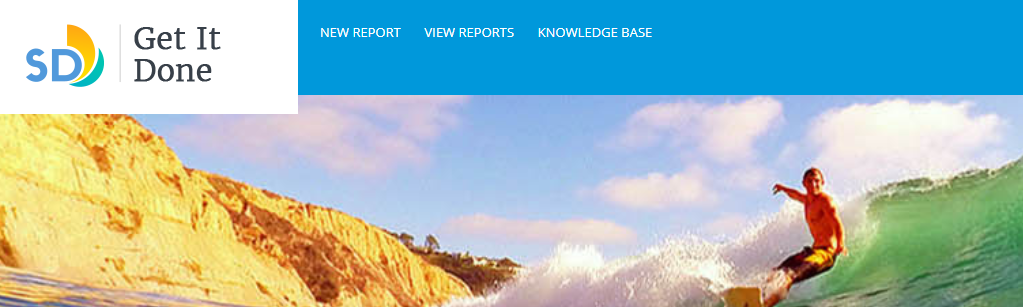 SD
Get It
Done
NEW REPORT
VIEW REPORTS
KNOWLEDGE BASE